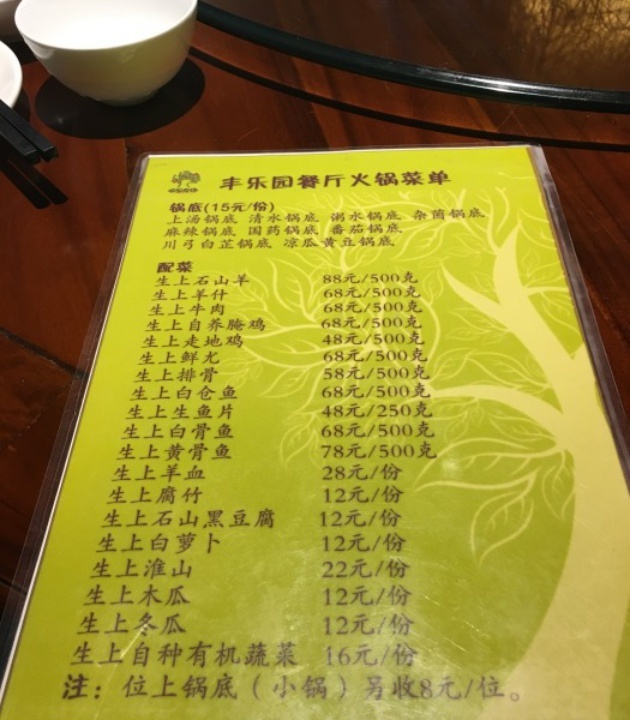 丰乐园餐厅火锅菜单
锅底(15元/份)
上汤锅底 清水锅底 粥水锅底 杂菌锅底
麻辣锅底 国药锅底 番茄锅底
川弓白芷锅底 凉瓜黄豆锅底
配菜
生上石山羊 88元/500克
生上羊什 68元/500克
生上牛肉 68元/500克
生上自养腌鸡 68元/500克
生上走地鸡 48元/500克
生上鲜尤 68元/500克
生上排骨 58元/500克
生上白仓鱼 68元/500克
生上生鱼片 48元/250克
生上白骨鱼 68元/500克
生上黄骨鱼 78元/500克
生上羊血 28元/份
生上腐竹 12元/份
生上石山黑豆腐 12元/份
生上白萝卜 12元/份
生上淮山 22元/份
生上木瓜 12元/份
生上冬瓜 12元/份
生上自种有机蔬菜 16元/份
注：位上锅底（小锅）另收8元/位。